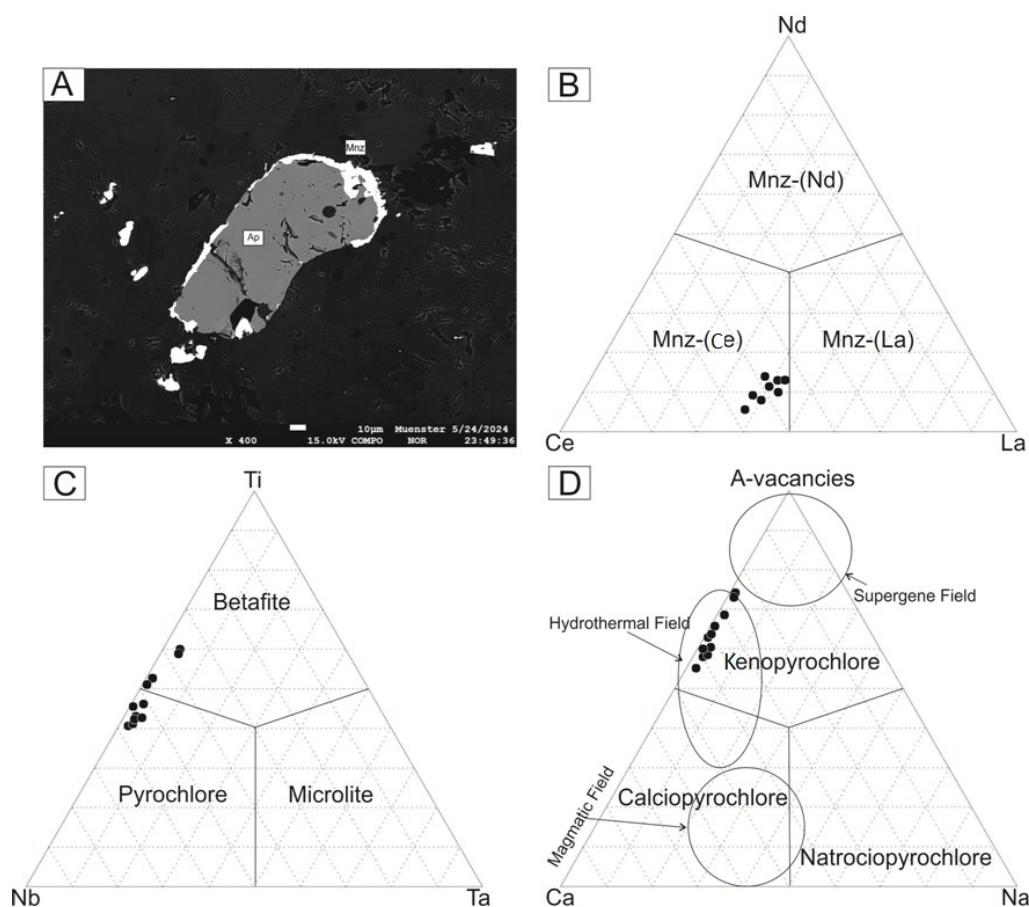 A
Mnz
Ap
10µm Muenster 5/24/2024
X 400 15.0kV COMPO NOR 23:49:36
B
Nd
Mnz-(Nd)
Mnz-(Ce)
Mnz-(La)
Ce
La
C
Ti
Betafite
Pyrochlore
Microlite
Nb
Ta
D
A-vacancies
Supergene Field
Hydrothermal Field
Kenopyrochlore
Magmatic Field
Calciopyrochlore
Natrociopyrochlore
Ca
Na